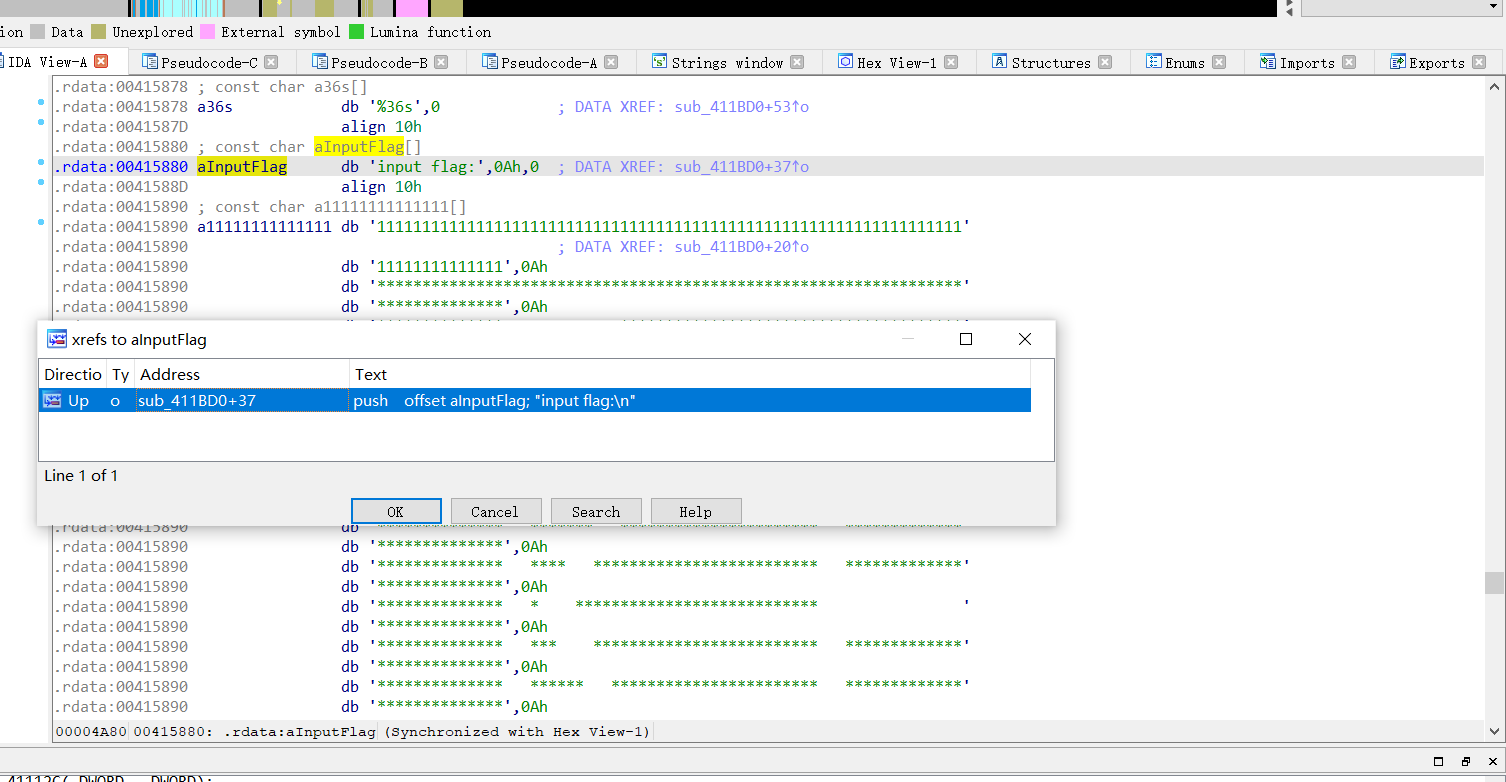 ion Data Unexplored External symbol Lumina function
IDA View-A Pseudocode-C Pseudocode-B Pseudocode-A Strings window Hex View-1 Structures Enums Imports Exports
.rdata:00415878 ; const char a36s[]
.rdata:00415878 a36s db '%36s',0 ; DATA XREF: sub_411BD0+53↑o
.rdata:0041587D align 10h
.rdata:00415880 ; const char aInputFlag[]
.rdata:00415880 aInputFlag db 'input flag:',0Ah,0 ; DATA XREF: sub_411BD0+37↑o
.rdata:0041588D align 10h
.rdata:00415890 ; const char a11111111111111[]
.rdata:00415890 a11111111111111 db '11111111111111111111111111111111111111111111111111111111111111111'
.rdata:00415890 ; DATA XREF: sub_411BD0+20↑o
.rdata:00415890 db '11111111111111',0Ah
.rdata:00415890 db '*****************************************************************'
.rdata:00415890 db '**************',0Ah
xrefs to aInputFlag
Directio Ty Address Text
Up o sub_411BD0+37 push offset aInputFlag; "input flag:\n"
Line 1 of 1
OK Cancel Search Help
.rdata:00415890 db '************** ******* ************************* *************'
.rdata:00415890 db '**************',0Ah
.rdata:00415890 db '************** **** ************************* *************'
.rdata:00415890 db '**************',0Ah
.rdata:00415890 db '************** * *************************** '
.rdata:00415890 db '**************',0Ah
.rdata:00415890 db '************** *** ************************* *************'
.rdata:00415890 db '**************',0Ah
.rdata:00415890 db '************** ****** *********************** *************'
.rdata:00415890 db '**************',0Ah
00004A80 00415880: .rdata:aInputFlag (Synchronized with Hex View-1)
41112C(_DWORD, _DWORD);